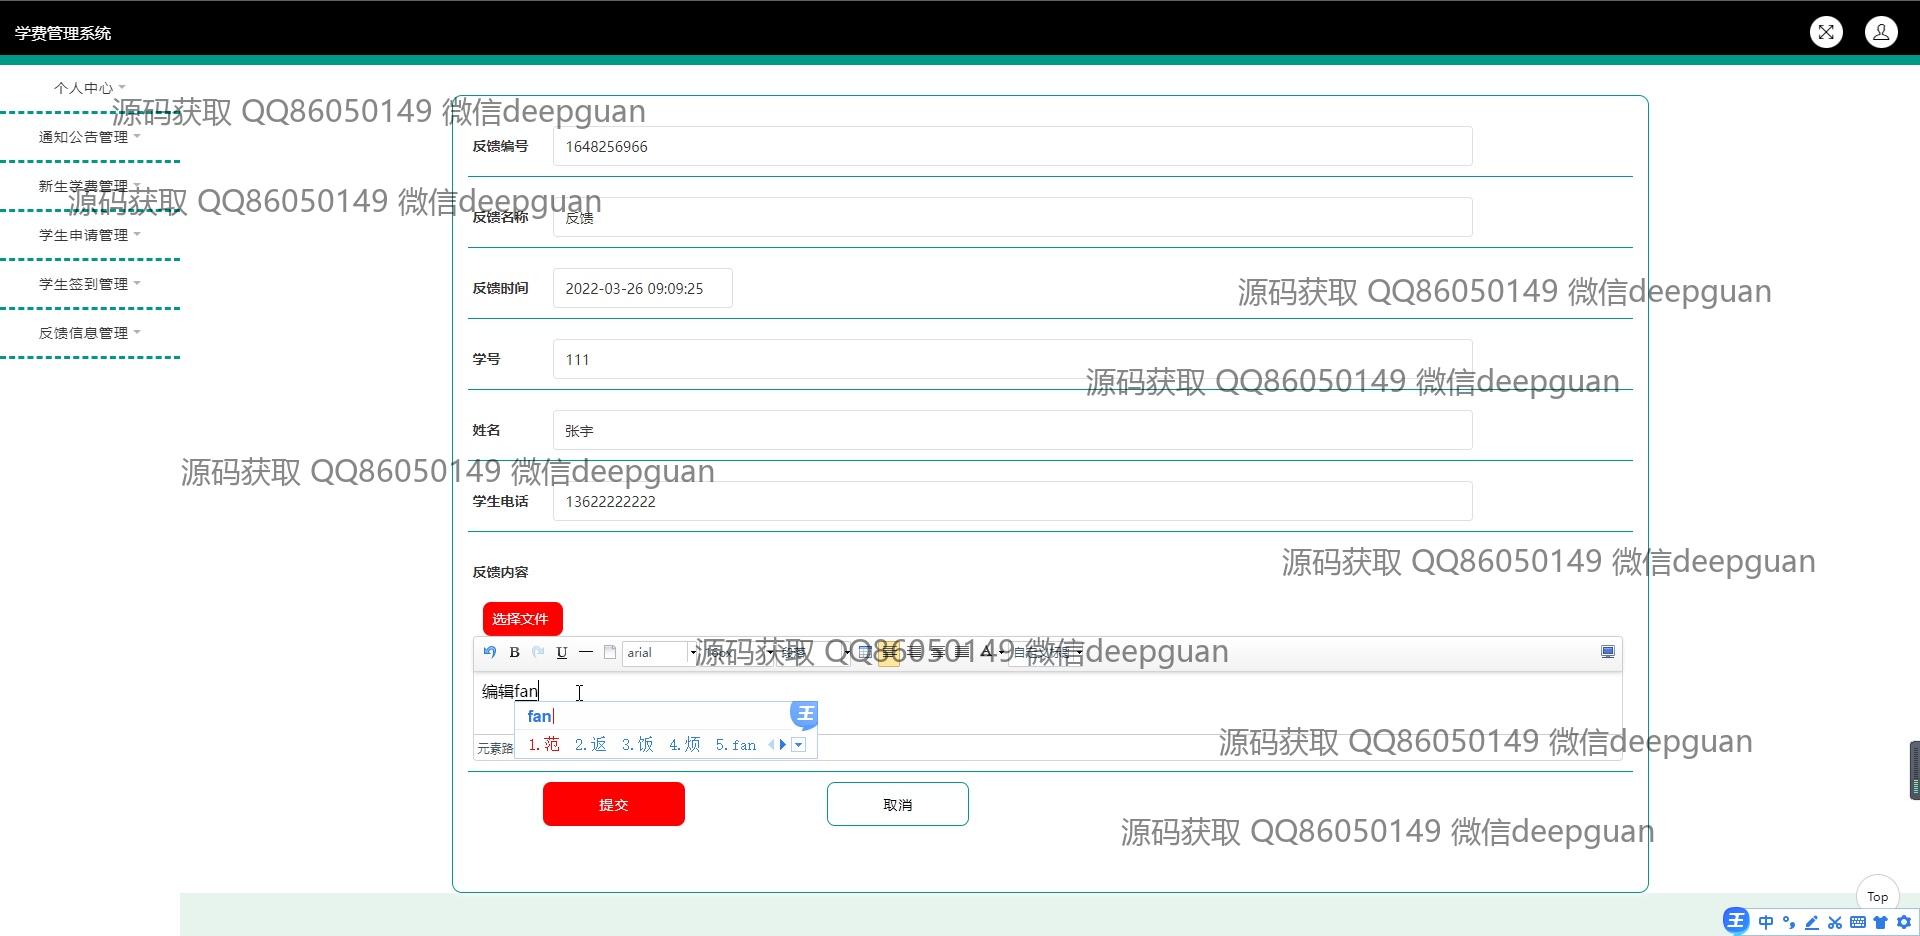 学费管理系统
个人中心
源码获取 QQ86050149 微信deepguan
通知公告管理
反馈编号
1648256966
新生学费管理
源码获取 QQ86050149 微信deepguan
反馈名称
反馈
学生申请管理
学生签到管理
反馈时间
2022-03-26 09:09:25
源码获取 QQ86050149 微信deepguan
反馈信息管理
学号
111
源码获取 QQ86050149 微信deepguan
姓名
张宇
源码获取 QQ86050149 微信deepguan
学生电话
13622222222
源码获取 QQ86050149 微信deepguan
反馈内容
选择文件
B U arial
源码获取 QQ86050149 微信deepguan
编辑fan
fan
1.范 2.返 3.饭 4.烦 5.fan
元素路
源码获取 QQ86050149 微信deepguan
提交
取消
源码获取 QQ86050149 微信deepguan
Top
王 中